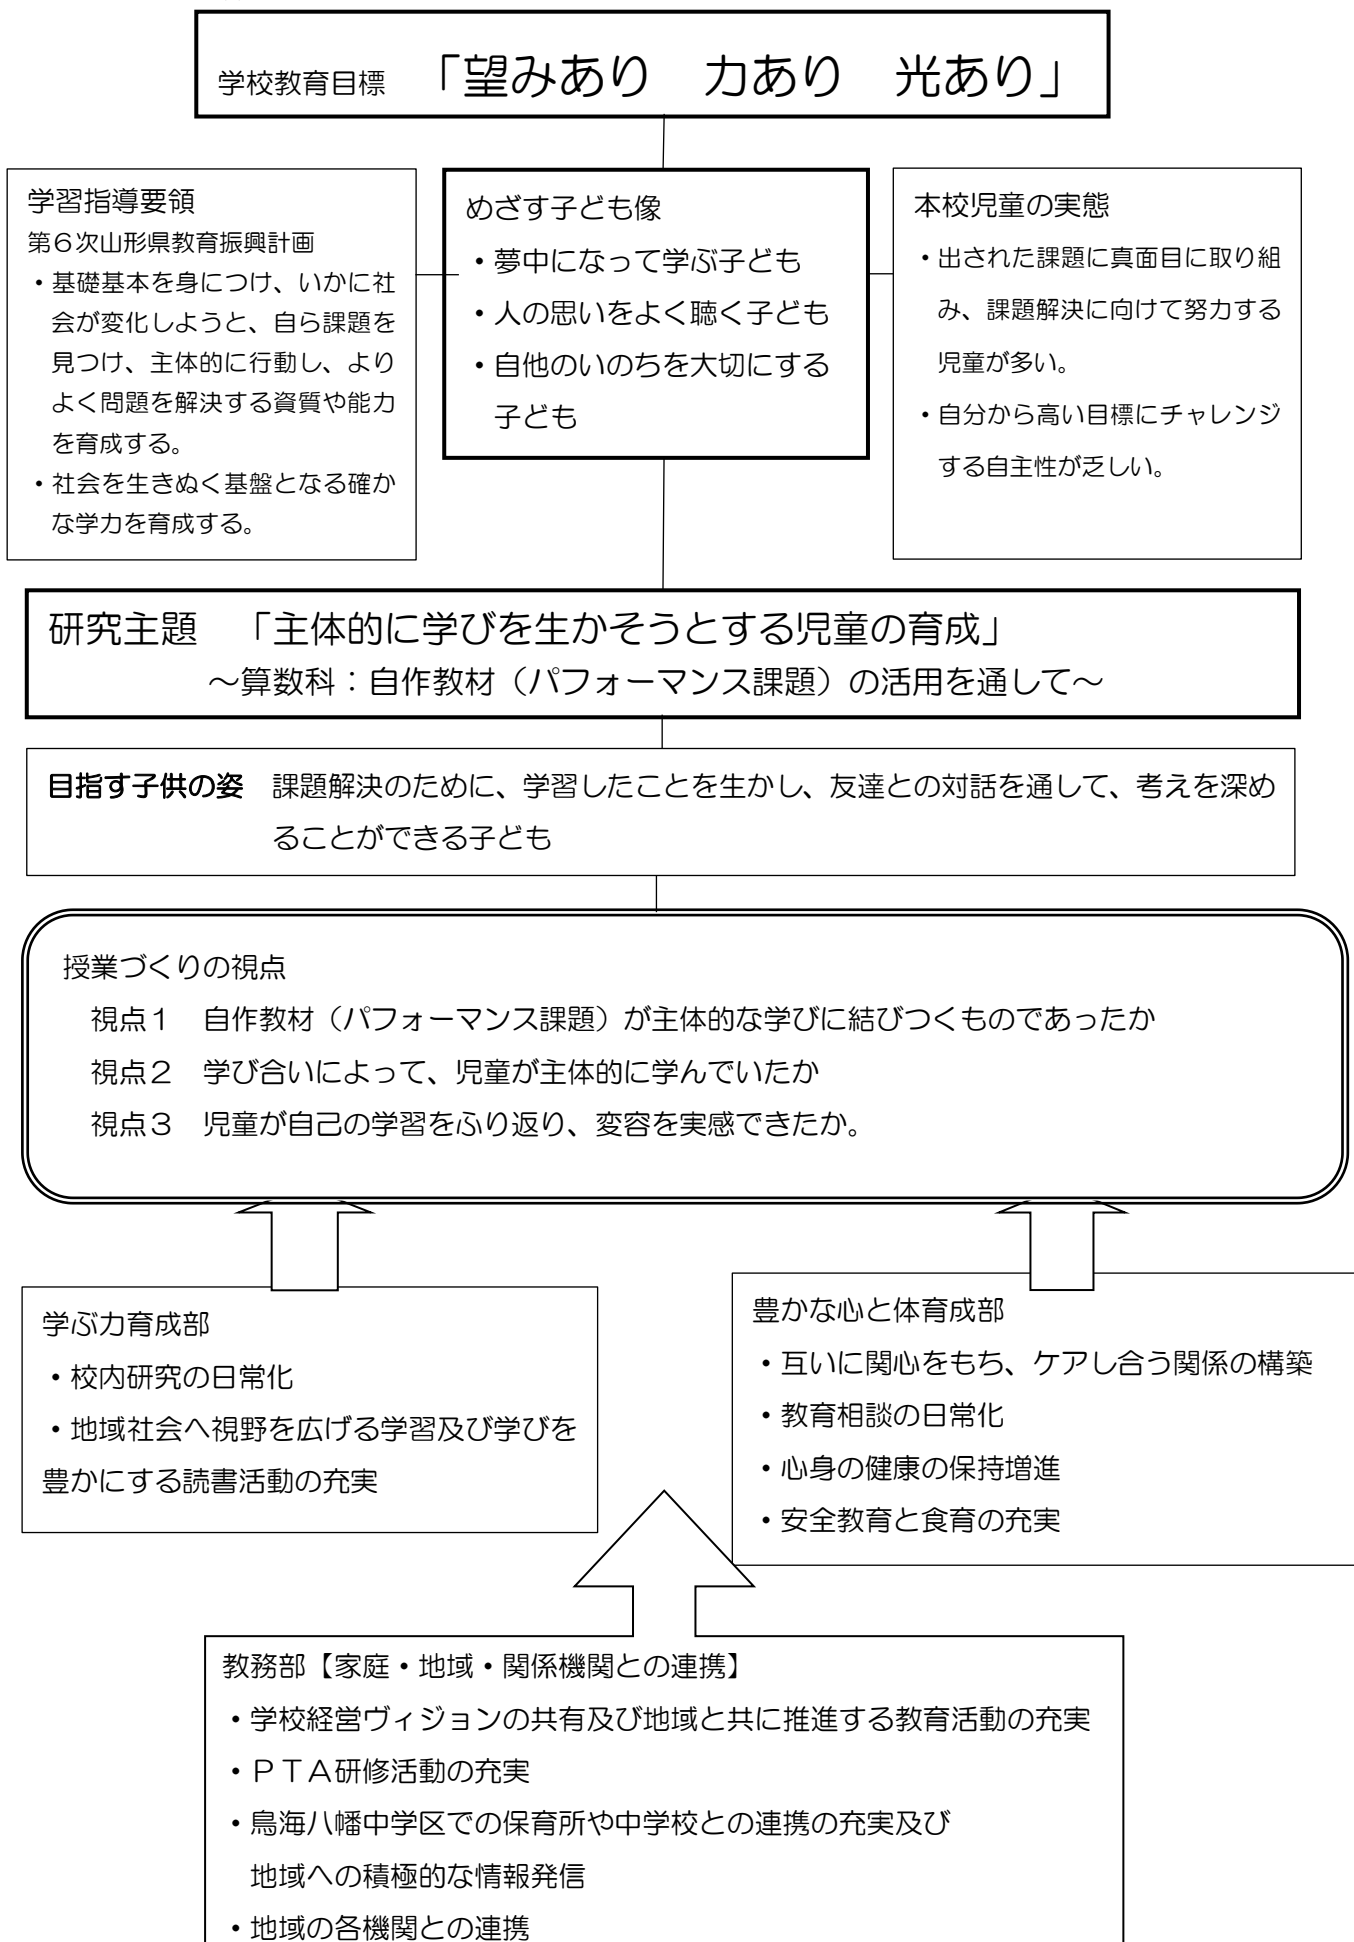 学校教育目標　「望みあり　力あり　光あり」
学習指導要領
第６次山形県教育振興計画
・基礎基本を身につけ、いかに社
会が変化しようと、自ら課題を
見つけ、主体的に行動し、より
よく問題を解決する資質や能力
を育成する。
・社会を生きぬく基盤となる確か
な学力を育成する。
めざす子ども像
・夢中になって学ぶ子ども
・人の思いをよく聴く子ども
・自他のいのちを大切にする
子ども
本校児童の実態
・出された課題に真面目に取り組
み、課題解決に向けて努力する
児童が多い。
・自分から高い目標にチャレンジ
する自主性が乏しい。
研究主題　「主体的に学びを生かそうとする児童の育成」
～算数科：自作教材（パフォーマンス課題）の活用を通して～
目指す子供の姿　課題解決のために、学習したことを生かし、友達との対話を通して、考えを深め
ることができる子ども
授業づくりの視点
視点１　自作教材（パフォーマンス課題）が主体的な学びに結びつくものであったか
視点２　学び合いによって、児童が主体的に学んでいたか
視点３　児童が自己の学習をふり返り、変容を実感できたか。
学ぶ力育成部
・校内研究の日常化
・地域社会へ視野を広げる学習及び学びを
豊かにする読書活動の充実
豊かな心と体育成部
・互いに関心をもち、ケアし合う関係の構築
・教育相談の日常化
・心身の健康の保持増進
・安全教育と食育の充実
教務部【家庭・地域・関係機関との連携】
・学校経営ヴィジョンの共有及び地域と共に推進する教育活動の充実
・ＰＴＡ研修活動の充実
・鳥海八幡中学区での保育所や中学校との連携の充実及び
地域への積極的な情報発信
・地域の各機関との連携